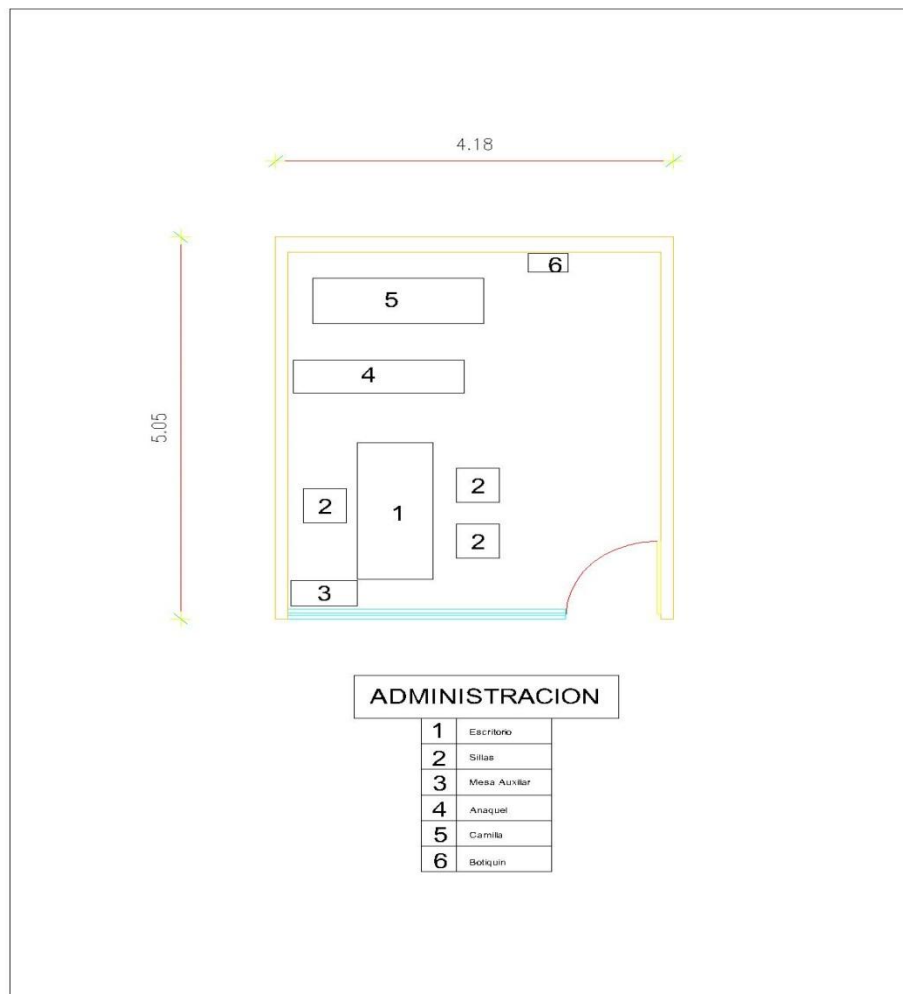 4.18
6
5
4
5.05
2
2
1
2
3
ADMINISTRACION
1 Escritorio
2 Sillas
3 Mesa Auxiliar
4 Anaquel
5 Camilla
6 Botiquin